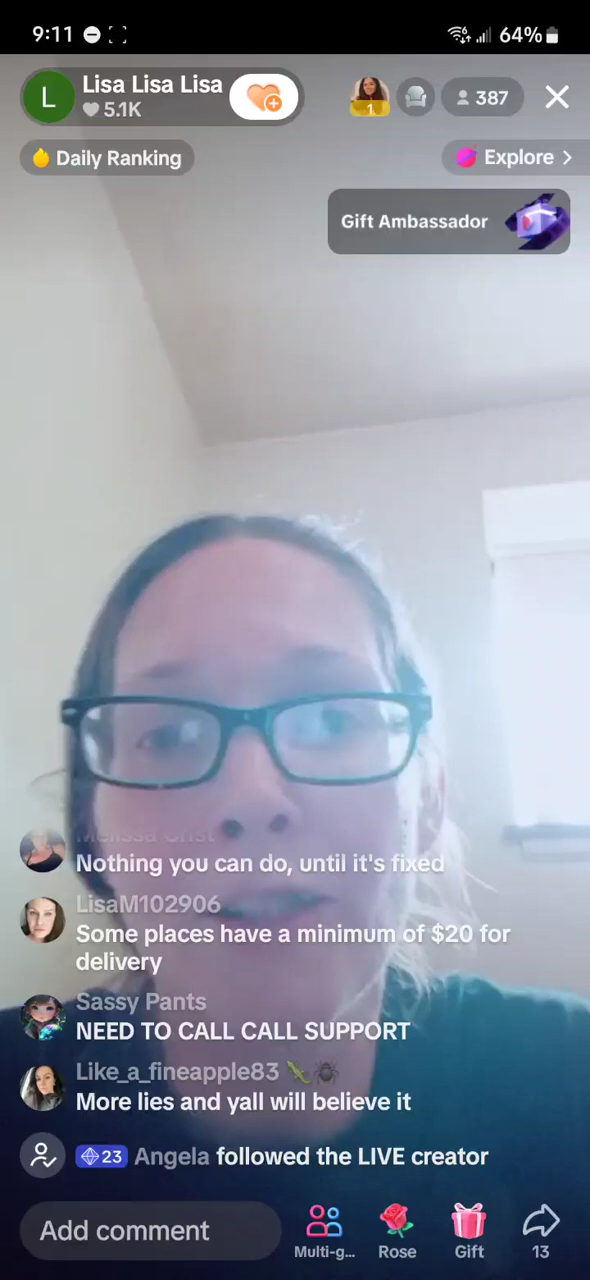 9:11
64%
L
Lisa Lisa Lisa
5.1K
1
387
Daily Ranking
Explore
Gift Ambassador
Melissa Crist
Nothing you can do, until it's fixed
LisaM102906
Some places have a minimum of $20 for
delivery
Sassy Pants
NEED TO CALL CALL SUPPORT
Like_a_fineapple83 🦎🕷️
More lies and yall will believe it
23 Angela followed the LIVE creator
Add comment
Multi-g...
Rose
Gift
13